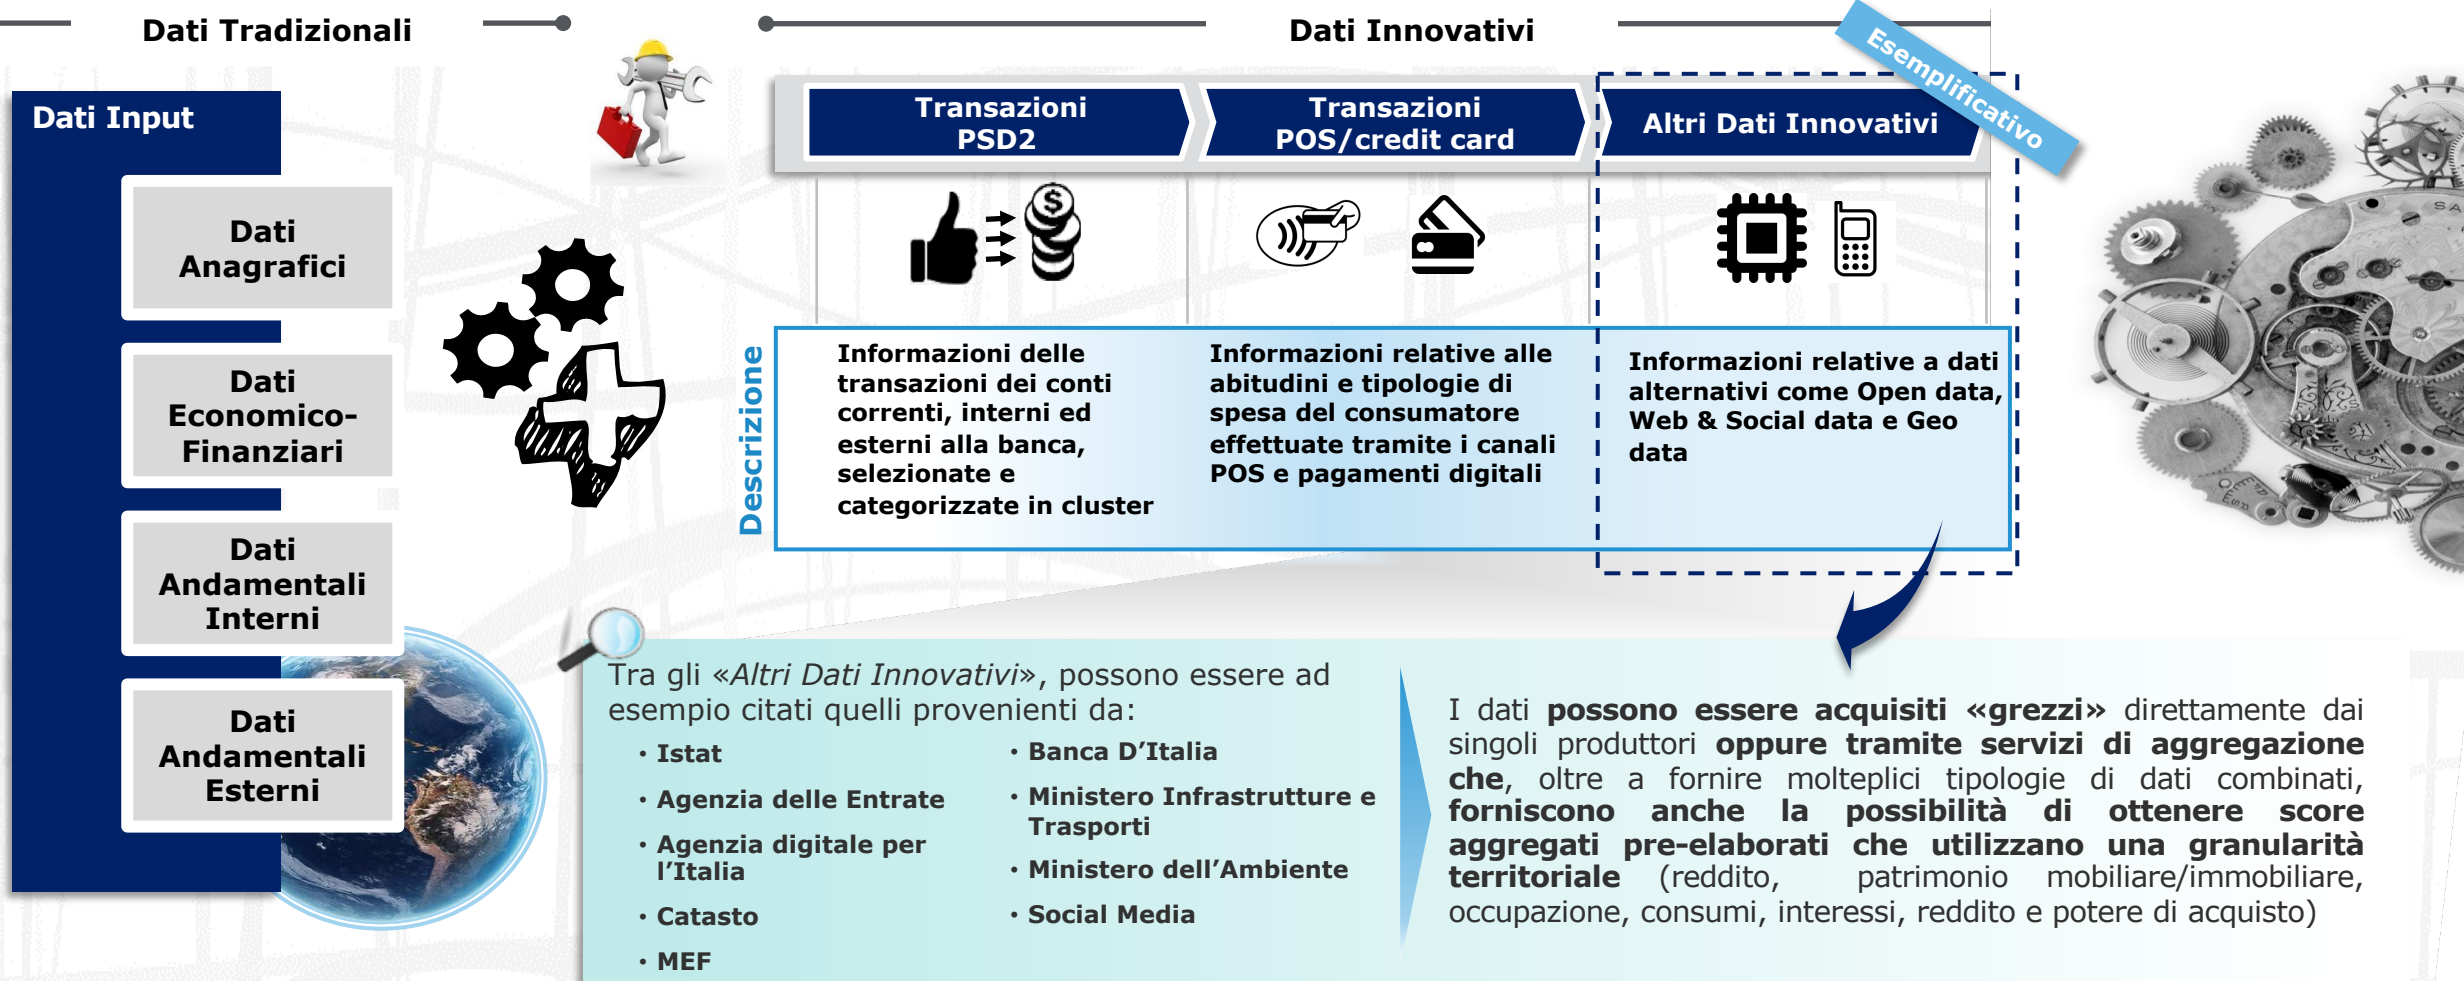 Dati Tradizionali
Dati Innovativi
Esemplificativo
Dati Input
Dati
Anagrafici
Dati
Economico-
Finanziari
Dati
Andamentali
Interni
Dati
Andamentali
Esterni
Transazioni
PSD2
Transazioni
POS/credit card
Altri Dati Innovativi
Descrizione
Informazioni delle
transazioni dei conti
correnti, interni ed
esterni alla banca,
selezionate e
categorizzate in cluster
Informazioni relative alle
abitudini e tipologie di
spesa del consumatore
effettuate tramite i canali
POS e pagamenti digitali
Informazioni relative a dati
alternativi come Open data,
Web & Social data e Geo
data
Tra gli «Altri Dati Innovativi», possono essere ad
esempio citati quelli provenienti da:
• Istat
• Agenzia delle Entrate
• Agenzia digitale per
l’Italia
• Catasto
• MEF
• Banca D’Italia
• Ministero Infrastrutture e
Trasporti
• Ministero dell’Ambiente
• Social Media
I dati possono essere acquisiti «grezzi» direttamente dai
singoli produttori oppure tramite servizi di aggregazione
che, oltre a fornire molteplici tipologie di dati combinati,
forniscono anche la possibilità di ottenere score
aggregati pre-elaborati che utilizzano una granularità
territoriale (reddito, patrimonio mobiliare/immobiliare,
occupazione, consumi, interessi, reddito e potere di acquisto)